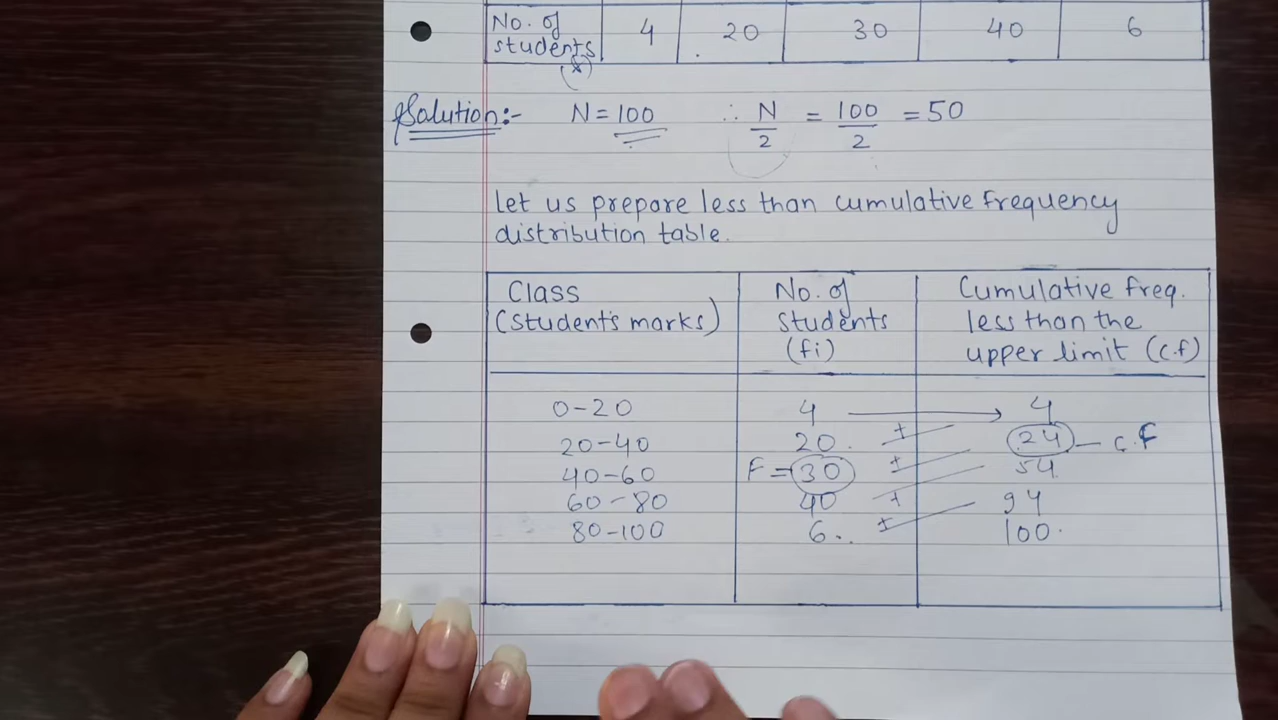 No. of students 4 20 30 40 6
(x)
Solution:- N = 100 ∴ N/2 = 100/2 = 50
Let us prepare less than cumulative frequency
distribution table.
Class No. of Cumulative freq.
(Student's marks) students less than the
(fi) upper limit (c.f)
0-20 4 → 4
20-40 20 + 24 - c.F
40-60 F = 30 + 54
60-80 40 + 94
80-100 6 + 100